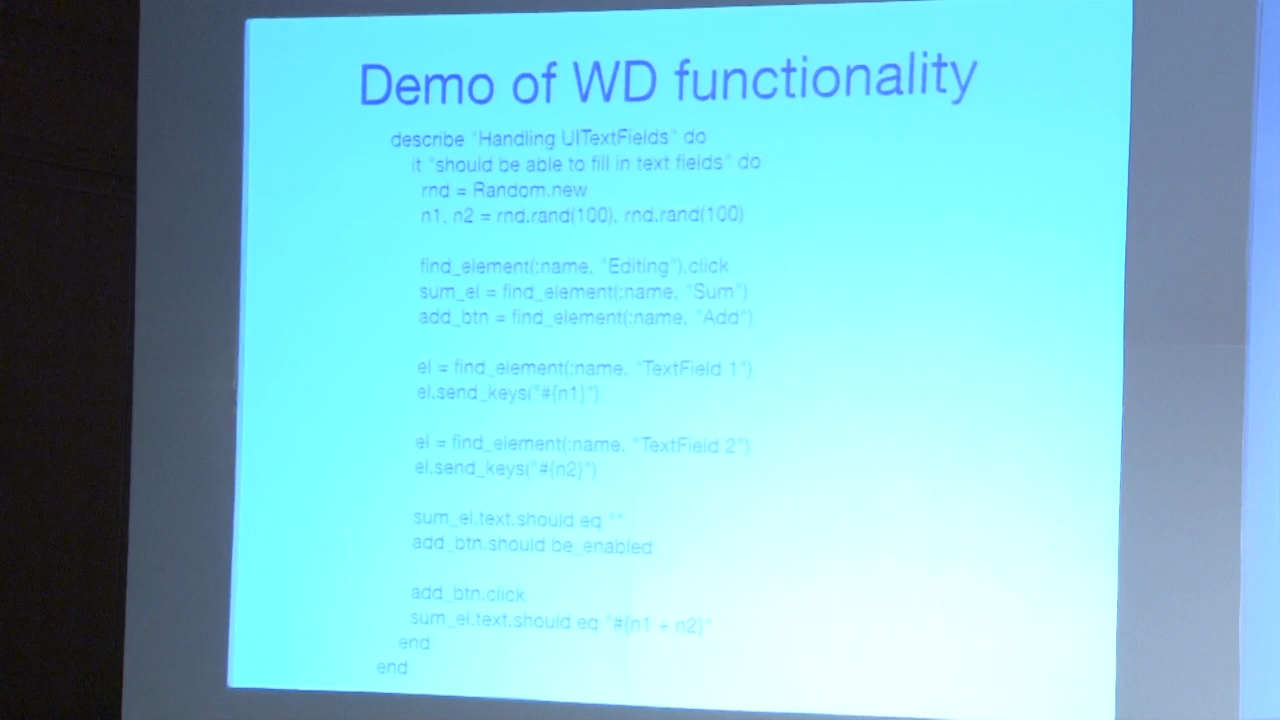 Demo of WD functionality
describe "Handling UITextFields" do
it "should be able to fill in text fields" do
rnd = Random.new
n1, n2 = rnd.rand(100), rnd.rand(100)
find_element(:name, "Editing").click
sum_el = find_element(:name, "Sum")
add_btn = find_element(:name, "Add")
el = find_element(:name, "TextField 1")
el.send_keys("#{n1}")
el = find_element(:name, "TextField 2")
el.send_keys("#{n2}")
sum_el.text.should eq ""
add_btn.should be_enabled
add_btn.click
sum_el.text.should eq "#{n1 + n2}"
end
end